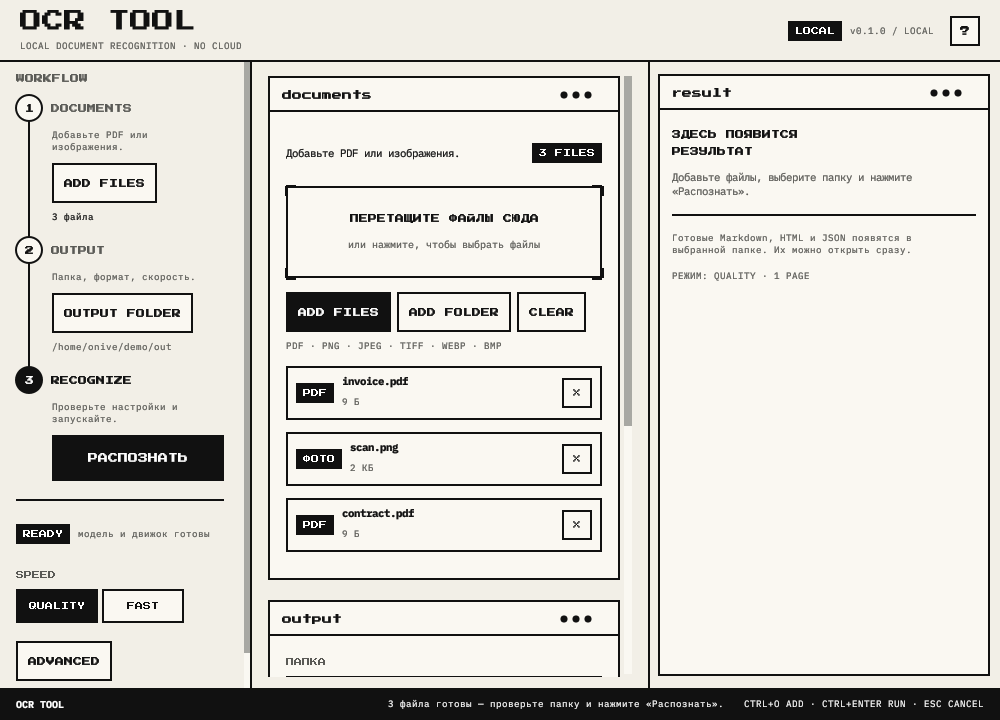 OCR TOOL
LOCAL DOCUMENT RECOGNITION · NO CLOUD
LOCAL v0.1.0 / LOCAL ?
WORKFLOW
1 DOCUMENTS
Добавьте PDF или
изображения.
ADD FILES
3 файла
2 OUTPUT
Папка, формат, скорость.
OUTPUT FOLDER
/home/onive/demo/out
3 RECOGNIZE
Проверьте настройки и
запускайте.
РАСПОЗНАТЬ
READY модель и движок готовы
SPEED
QUALITY FAST
ADVANCED
documents
Добавьте PDF или изображения. 3 FILES
ПЕРЕТАЩИТЕ ФАЙЛЫ СЮДА
или нажмите, чтобы выбрать файлы
ADD FILES ADD FOLDER CLEAR
PDF · PNG · JPEG · TIFF · WEBP · BMP
PDF invoice.pdf
9 Б
×
ФОТО scan.png
2 КБ
×
PDF contract.pdf
9 Б
×
output
ПАПКА
result
ЗДЕСЬ ПОЯВИТСЯ
РЕЗУЛЬТАТ
Добавьте файлы, выберите папку и нажмите
«Распознать».
Готовые Markdown, HTML и JSON появятся в
выбранной папке. Их можно открыть сразу.
РЕЖИМ: QUALITY · 1 PAGE
OCR TOOL
3 файла готовы — проверьте папку и нажмите «Распознать». CTRL+O ADD · CTRL+ENTER RUN · ESC CANCEL